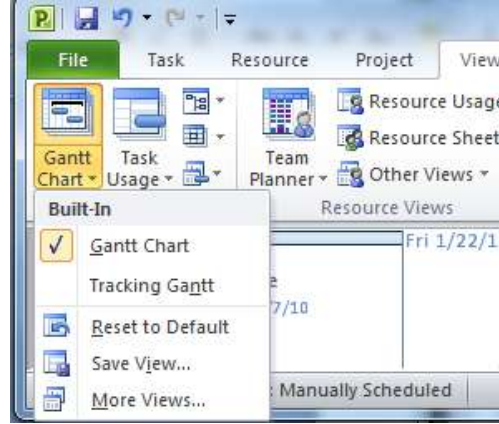 P
File Task Resource Project View
Gantt Chart
Task Usage
Team Planner
Resource Usage
Resource Sheet
Other Views
Resource Views
Built-In
Gantt Chart
Tracking Gantt
Reset to Default
Save View...
More Views...
Fri 1/22/1
7/10
: Manually Scheduled